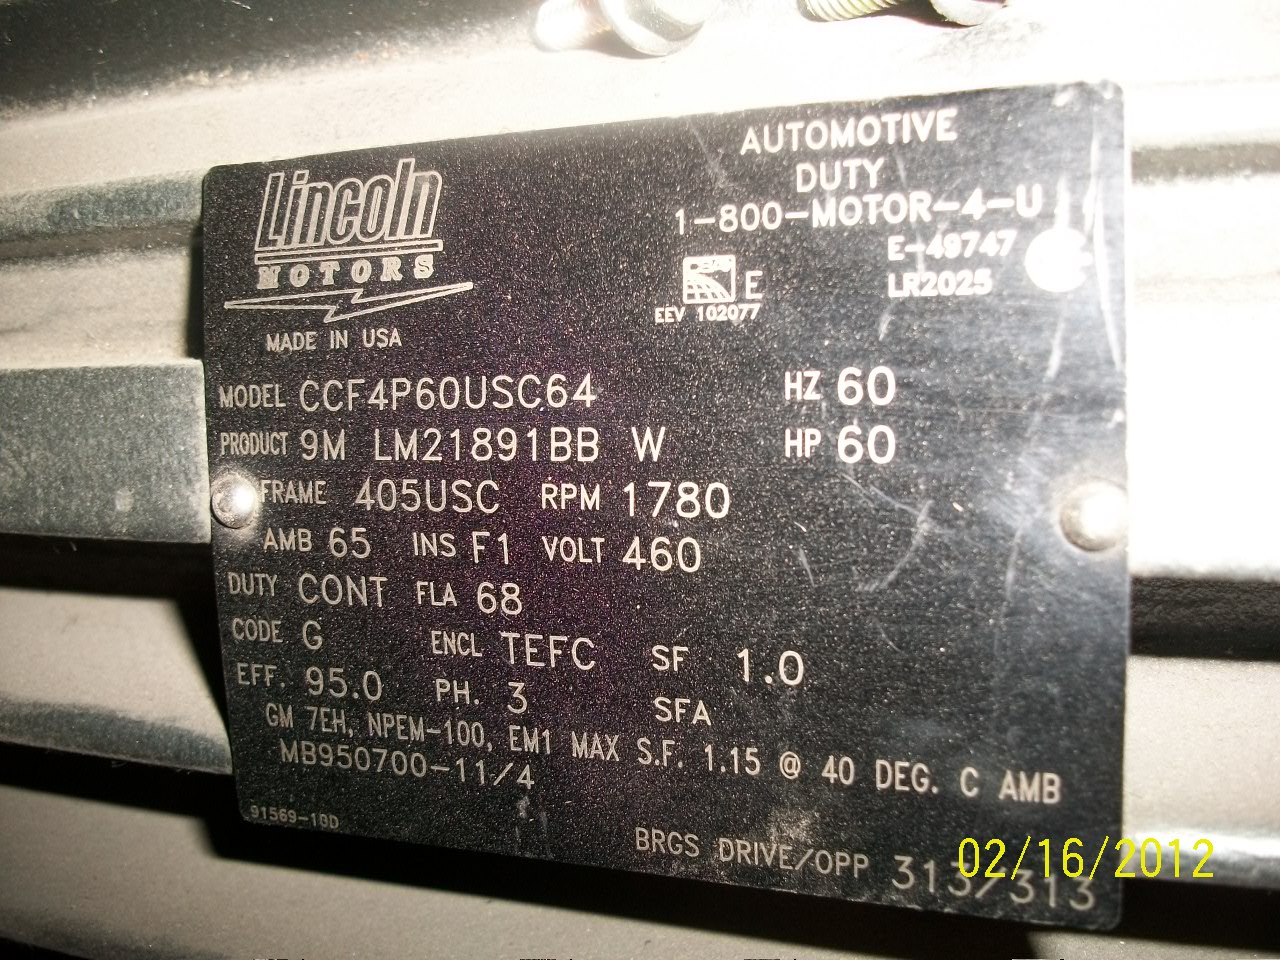 Lincoln
MOTORS
MADE IN USA
AUTOMOTIVE
DUTY
1-800-MOTOR-4-U
E-49747
LR2025
E
EEV 102077
MODEL CCF4P60USC64 HZ 60
PRODUCT 9M LM21891BB W HP 60
FRAME 405USC RPM 1780
AMB 65 INS F1 VOLT 460
DUTY CONT FLA 68
CODE G ENCL TEFC SF 1.0
EFF. 95.0 PH. 3 SFA
GM 7EH, NPEM-100, EM1 MAX S.F. 1.15 @ 40 DEG. C AMB
MB950700-11/4
91569-10D
BRGS DRIVE/OPP 313/313
02/16/2012